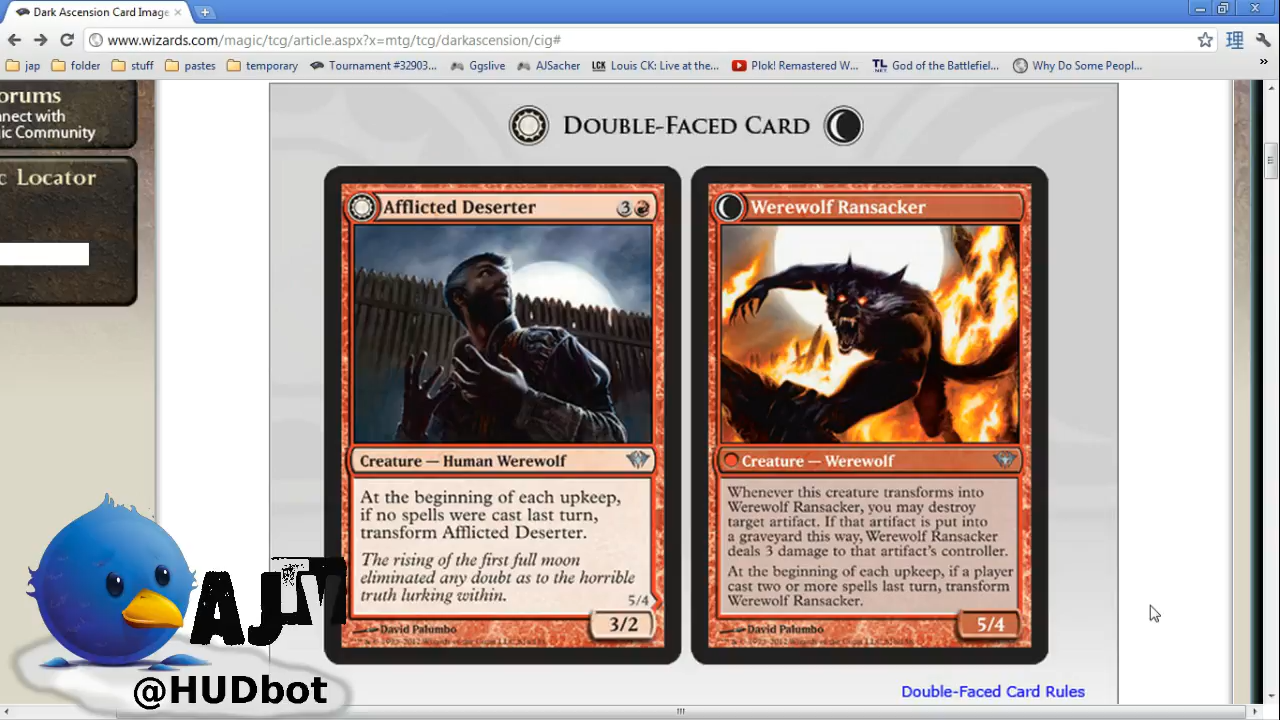 Dark Ascension Card Image
www.wizards.com/magic/tcg/article.aspx?x=mtg/tcg/darkascension/cig#
jap folder stuff pastes temporary Tournament #32903... Ggslive AJSacher LCK Louis CK: Live at the... Plok! Remastered W... TL God of the Battlefiel... Why Do Some Peopl... »
orums
nnect with
ic Community
c Locator
DOUBLE-FACED CARD
Afflicted Deserter 3
Creature — Human Werewolf
At the beginning of each upkeep,
if no spells were cast last turn,
transform Afflicted Deserter.
The rising of the first full moon
eliminated any doubt as to the horrible
truth lurking within.
5/4
3/2
David Palumbo
Werewolf Ransacker
Creature — Werewolf
Whenever this creature transforms into
Werewolf Ransacker, you may destroy
target artifact. If that artifact is put into
a graveyard this way, Werewolf Ransacker
deals 3 damage to that artifact's controller.
At the beginning of each upkeep, if a player
cast two or more spells last turn, transform
Werewolf Ransacker.
5/4
David Palumbo
Double-Faced Card Rules
@HUDbot